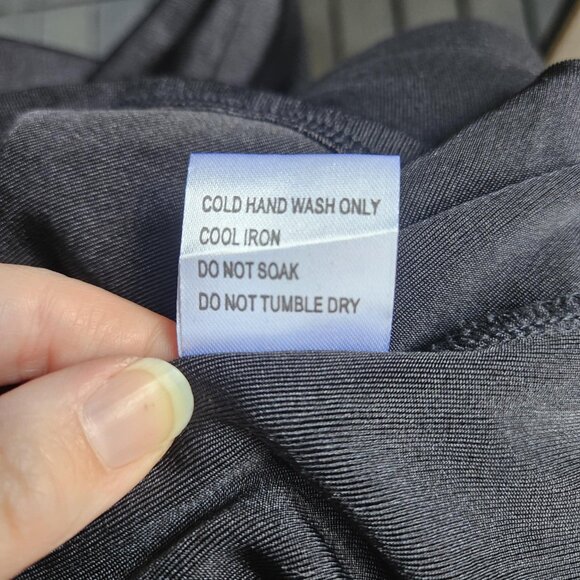 COLD HAND WASH ONLY
COOL IRON
DO NOT SOAK
DO NOT TUMBLE DRY